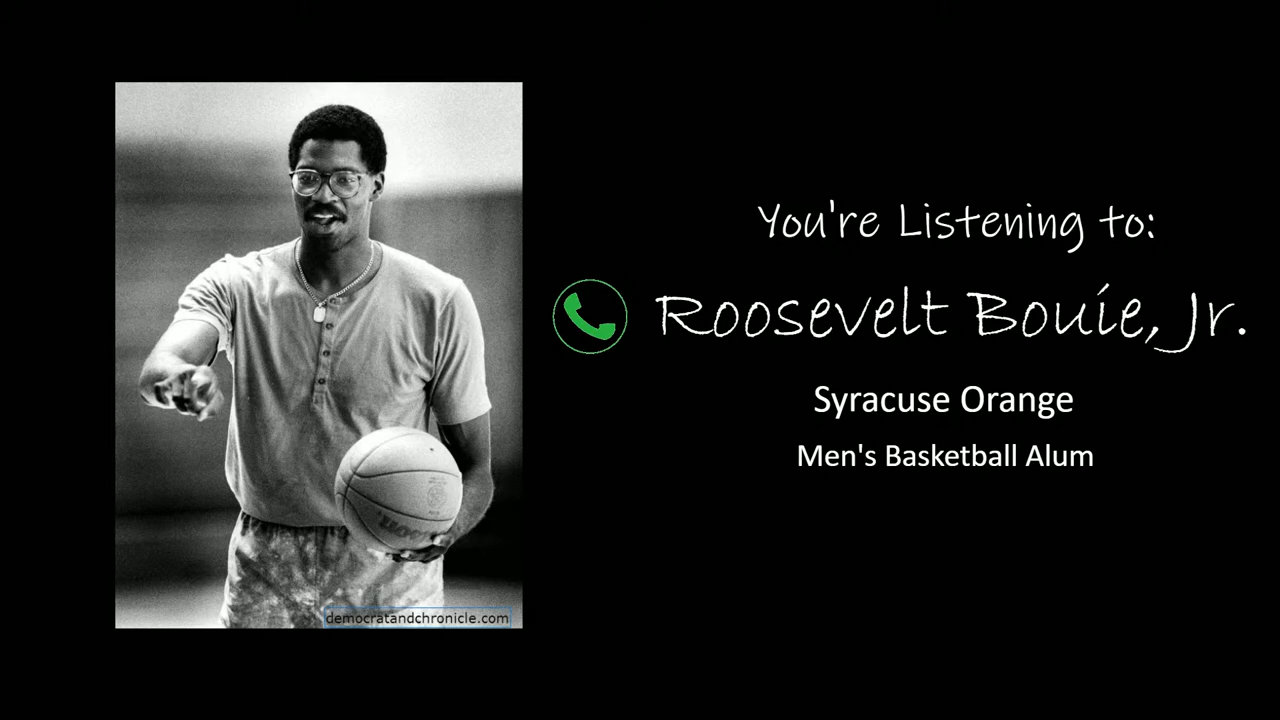 You're Listening to:
Roosevelt Bouie, Jr.
Syracuse Orange
Men's Basketball Alum
democratandchronicle.com